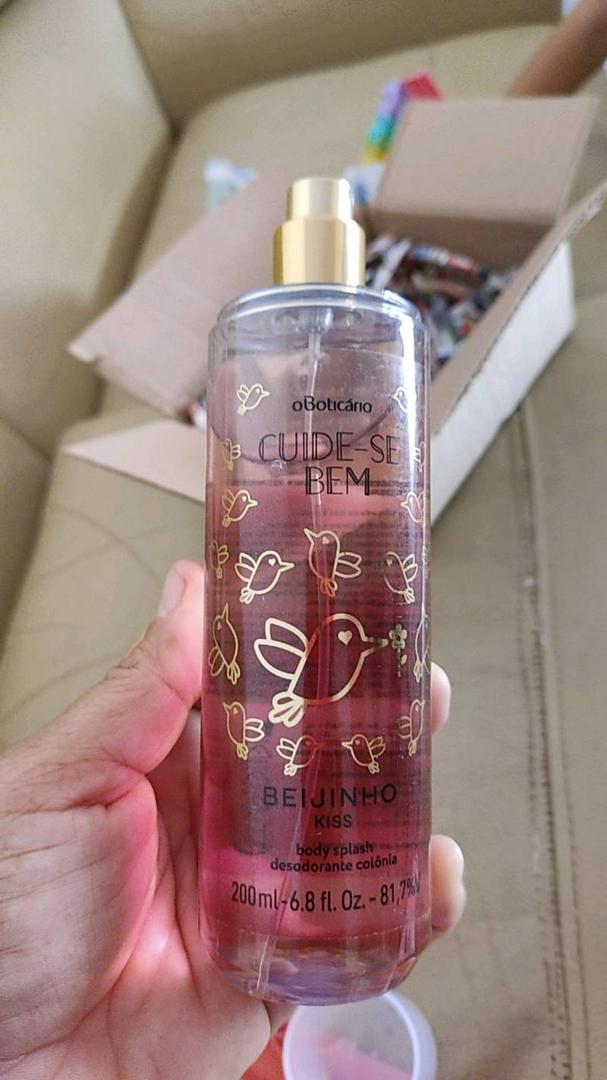 oBoticário
CUIDE-SE
BEM
BEIJINHO
KISS
body splash
desodorante colônia
200ml-6.8 fl. Oz. - 81,7%V